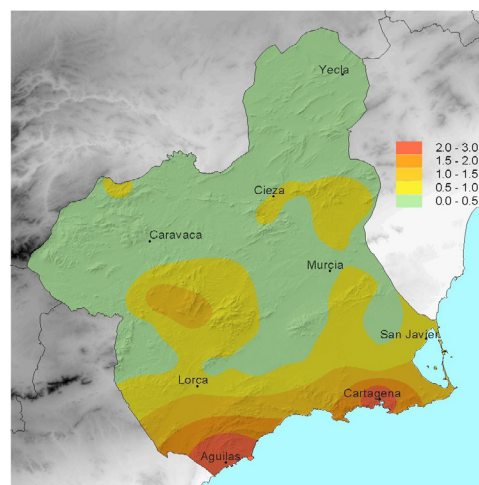 Yecla
2.0 - 3.0
1.5 - 2.0
1.0 - 1.5
0.5 - 1.0
0.0 - 0.5
Cieza
Caravaca
Murcia
San Javier
Lorca
Cartagena
Aguilas